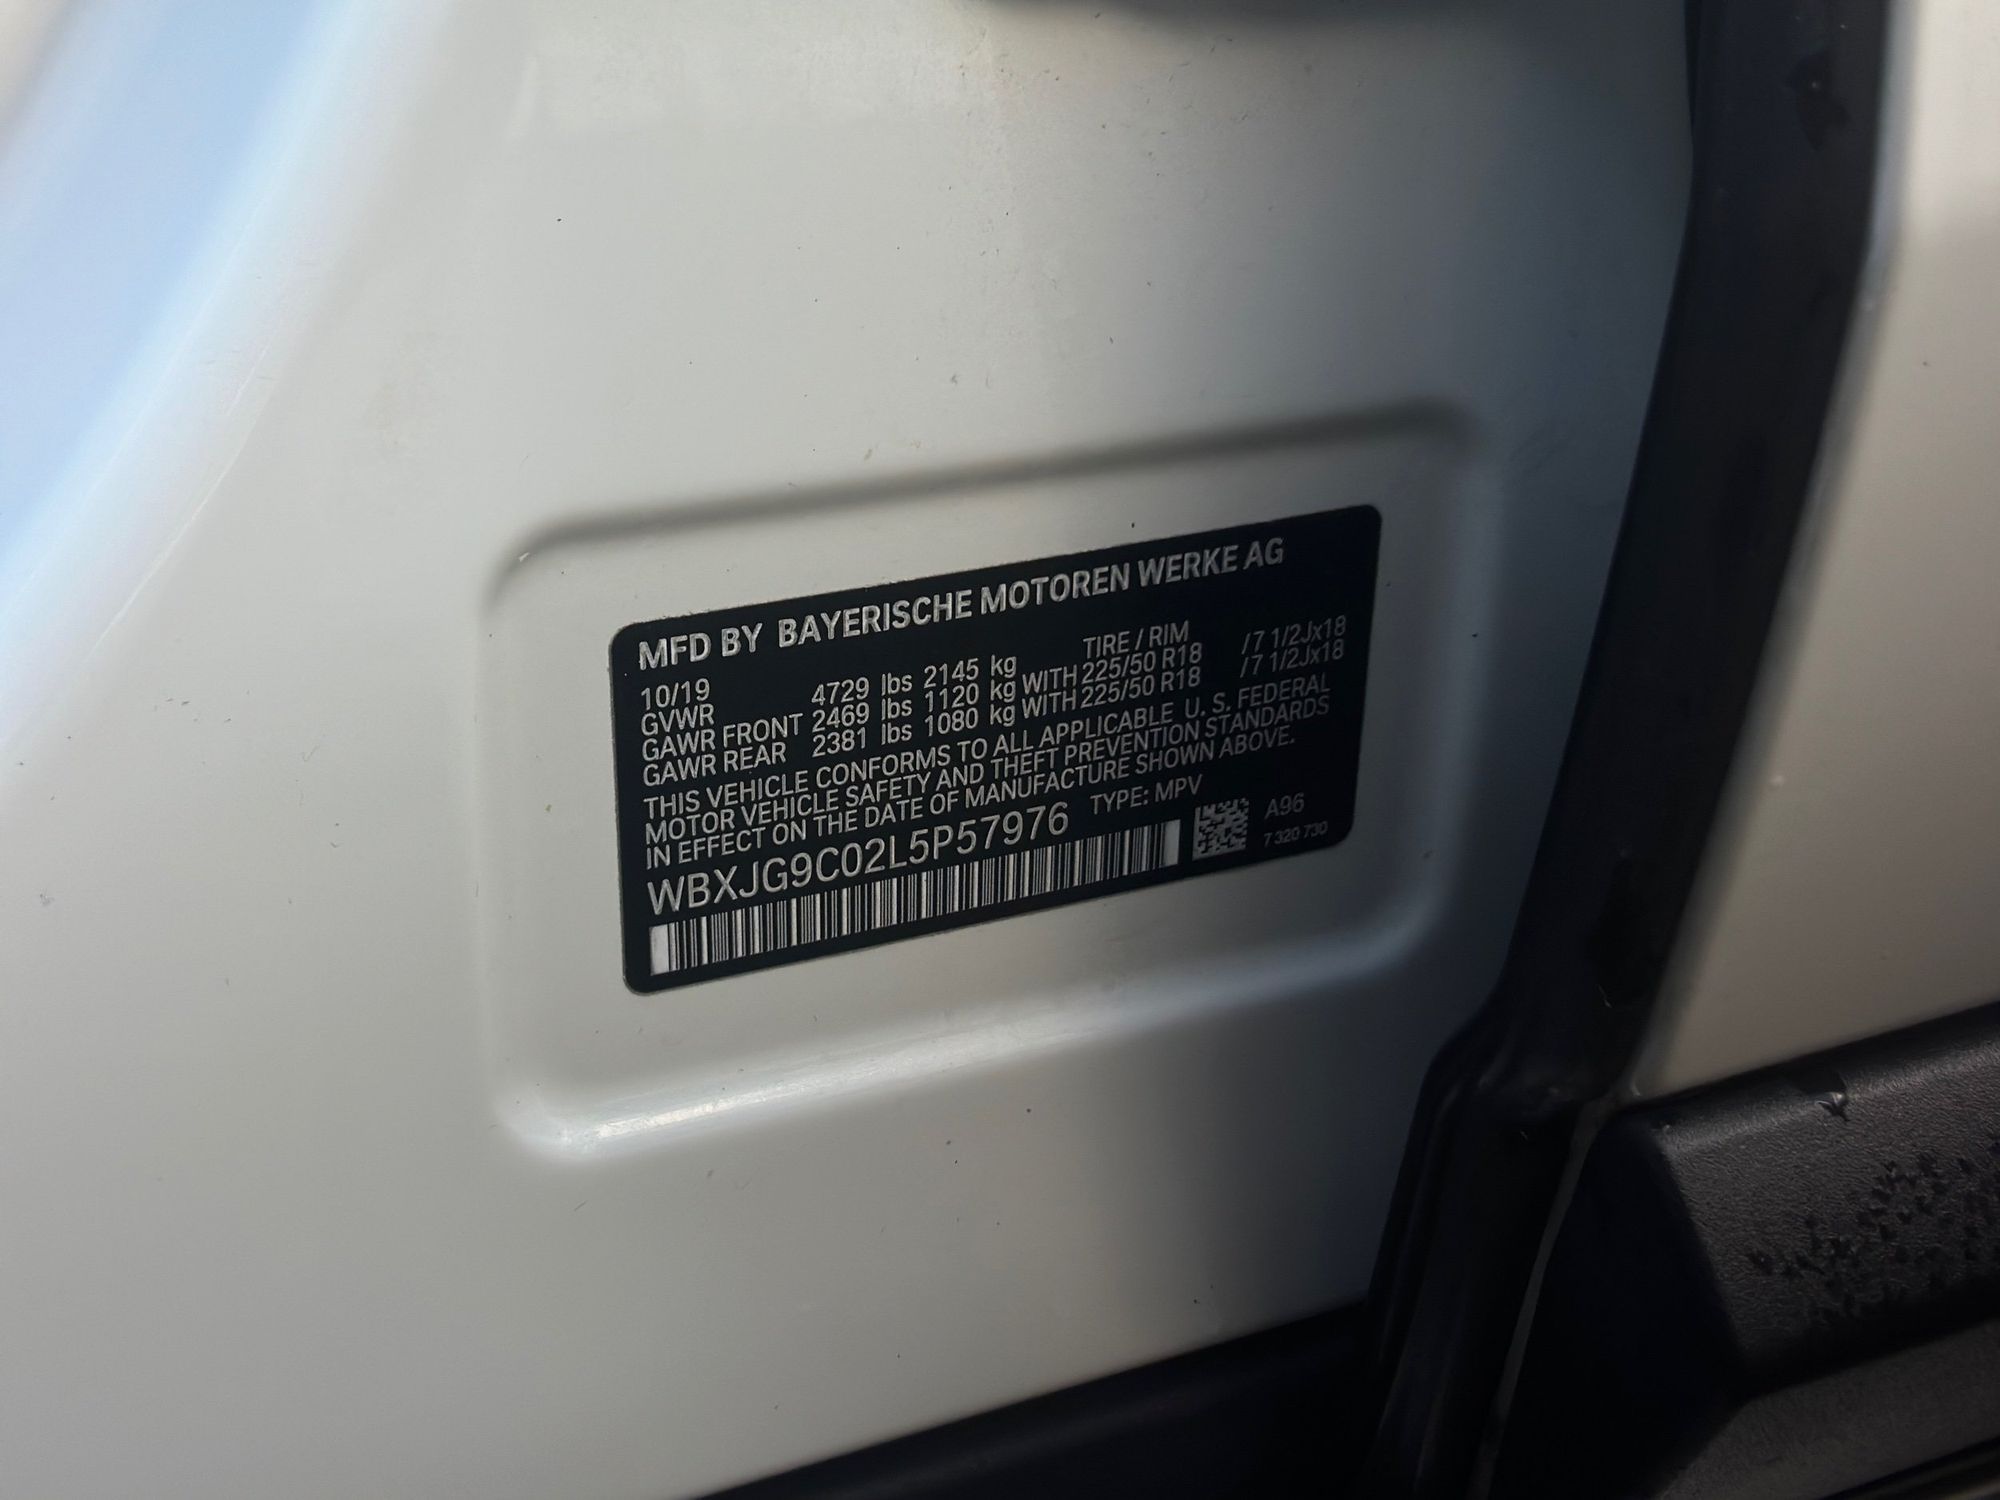 MFD BY BAYERISCHE MOTOREN WERKE AG
10/19 TIRE / RIM
GVWR 4729 lbs 2145 kg
GAWR FRONT 2469 lbs 1120 kg WITH 225/50 R18 /7 1/2Jx18
GAWR REAR 2381 lbs 1080 kg WITH 225/50 R18 /7 1/2Jx18
THIS VEHICLE CONFORMS TO ALL APPLICABLE U. S. FEDERAL
MOTOR VEHICLE SAFETY AND THEFT PREVENTION STANDARDS
IN EFFECT ON THE DATE OF MANUFACTURE SHOWN ABOVE.
WBXJG9C02L5P57976 TYPE: MPV
A96
7 320 730